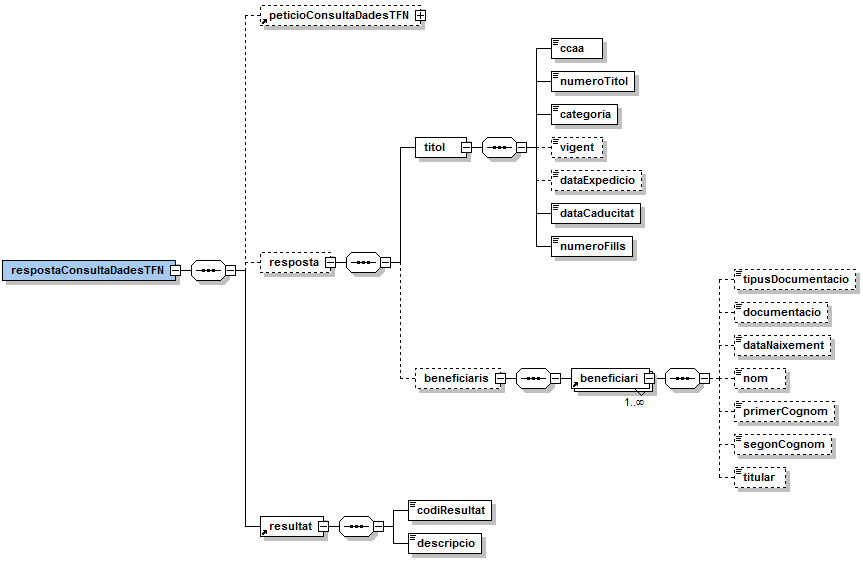 peticioConsultaDadesTFN
ccaa
numeroTitol
categoria
titol
vigent
dataExpedicio
dataCaducitat
numeroFills
resposta
respostaConsultaDadesTFN
tipusDocumentacio
documentacio
dataNaixement
beneficiaris
beneficiari
nom
1..∞
primerCognom
segonCognom
titular
codiResultat
resultat
descripcio